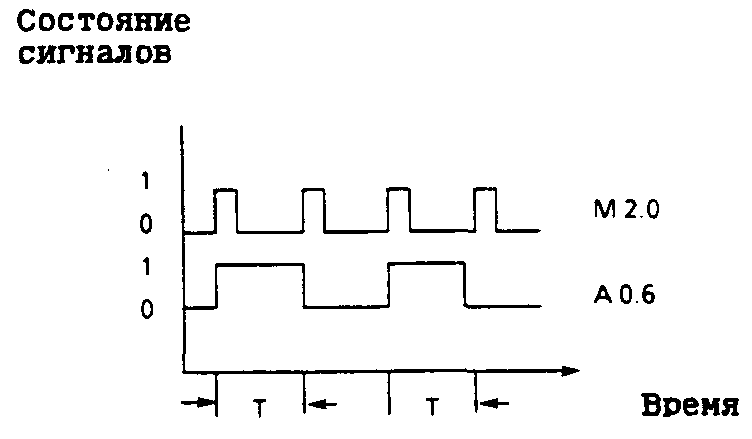 Состояние
сигналов
1
0
M 2.0
1
0
A 0.6
T
T
Время